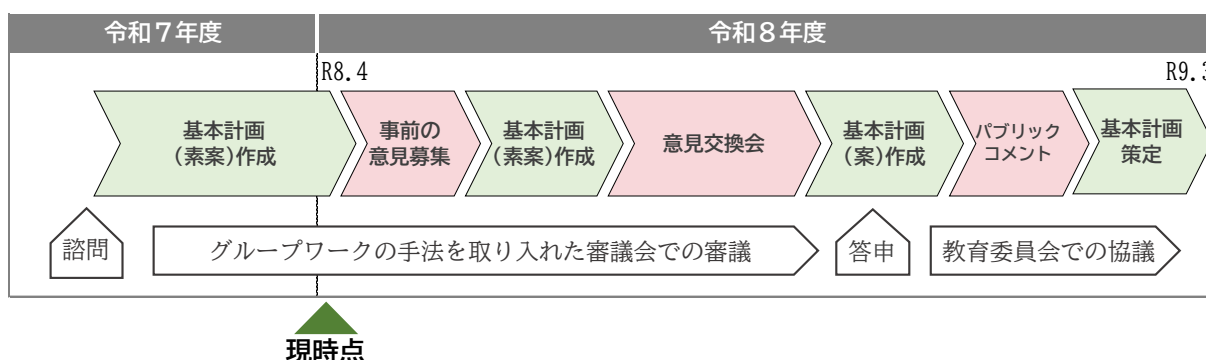 令和７年度
令和８年度
R8.4
R9.3
基本計画
(素案)作成
事前の
意見募集
基本計画
(素案)作成
意見交換会
基本計画
(案)作成
パブリック
コメント
基本計画
策定
諮問
グループワークの手法を取り入れた審議会での審議
答申
教育委員会での協議
現時点